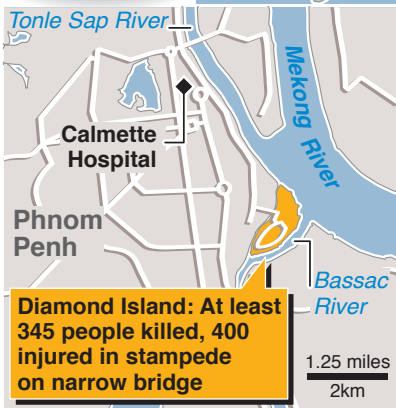 Tonle Sap River
Mekong River
Calmette
Hospital
Phnom
Penh
Bassac
River
Diamond Island: At least
345 people killed, 400
injured in stampede
on narrow bridge
1.25 miles
2km